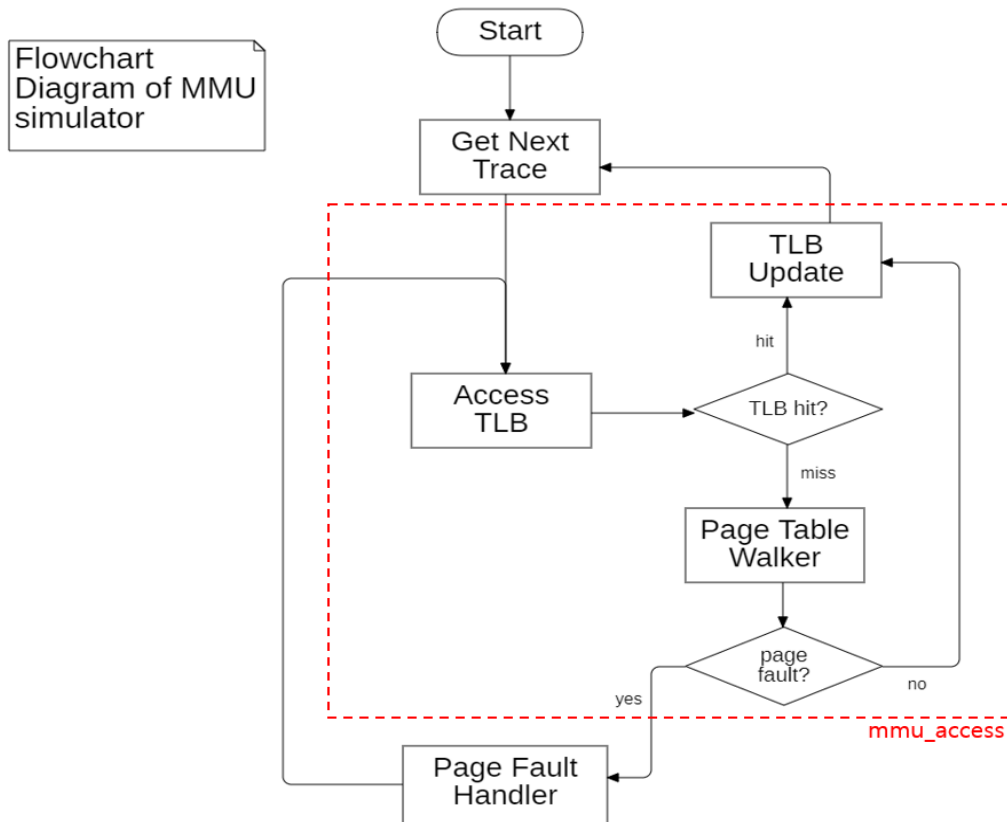 Start
Flowchart
Diagram of MMU
simulator
Get Next
Trace
TLB
Update
hit
Access
TLB
TLB hit?
miss
Page Table
Walker
page
fault?
yes
no
mmu_access
Page Fault
Handler